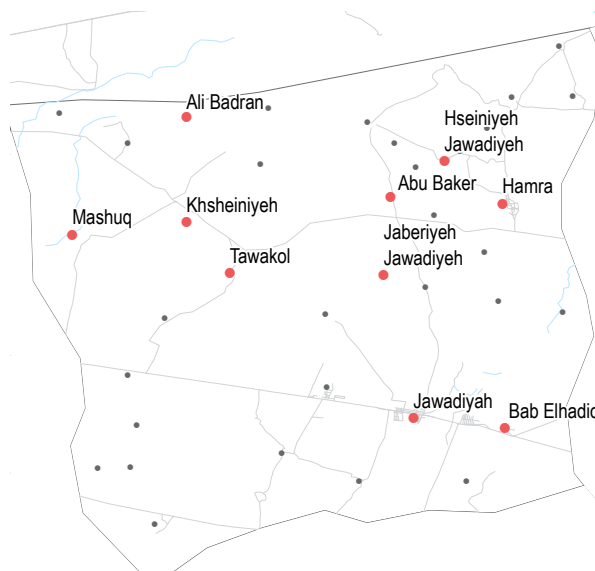 Ali Badran
Hseiniyeh
Jawadiyeh
Abu Baker
Hamra
Khsheiniyeh
Mashuq
Jaberiyeh
Jawadiyeh
Tawakol
Jawadiyah
Bab Elhadid